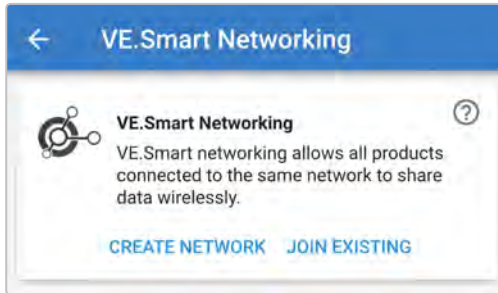 VE.Smart Networking
VE.Smart Networking
VE.Smart networking allows all products
connected to the same network to share
data wirelessly.
CREATE NETWORK JOIN EXISTING